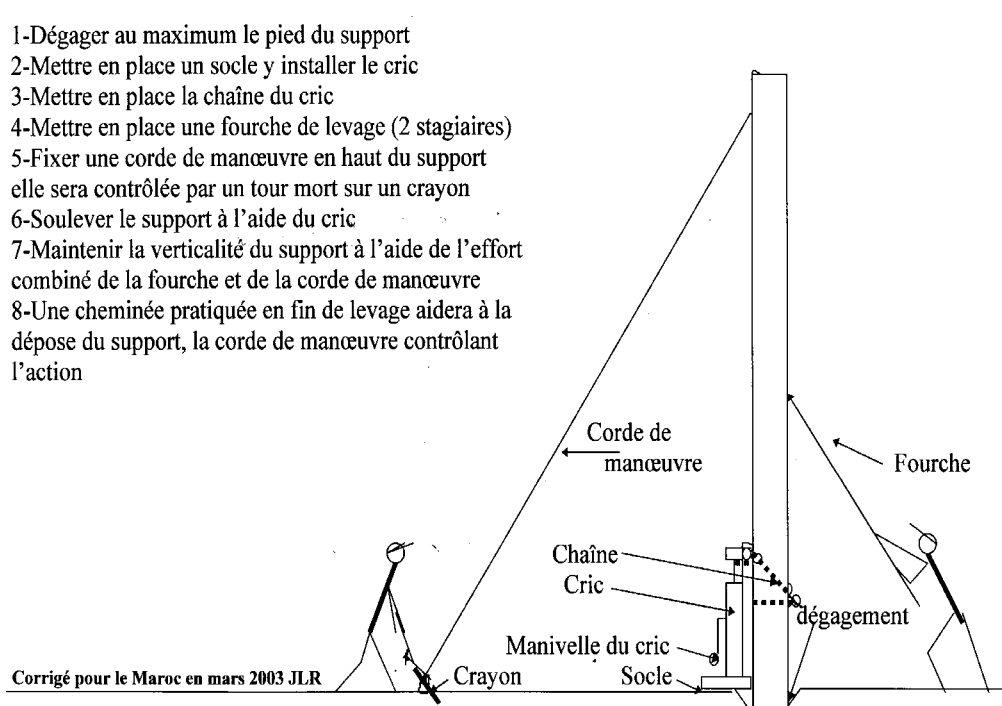 1-Dégager au maximum le pied du support
2-Mettre en place un socle y installer le cric
3-Mettre en place la chaîne du cric
4-Mettre en place une fourche de levage (2 stagiaires)
5-Fixer une corde de manœuvre en haut du support
elle sera contrôlée par un tour mort sur un crayon
6-Soulever le support à l'aide du cric
7-Maintenir la verticalité du support à l'aide de l'effort
combiné de la fourche et de la corde de manœuvre
8-Une cheminée pratiquée en fin de levage aidera à la
dépose du support, la corde de manœuvre contrôlant
l'action
Corde de
manœuvre
Fourche
Chaîne
Cric
dégagement
Manivelle du cric
Crayon
Socle
Corrigé pour le Maroc en mars 2003 JLR